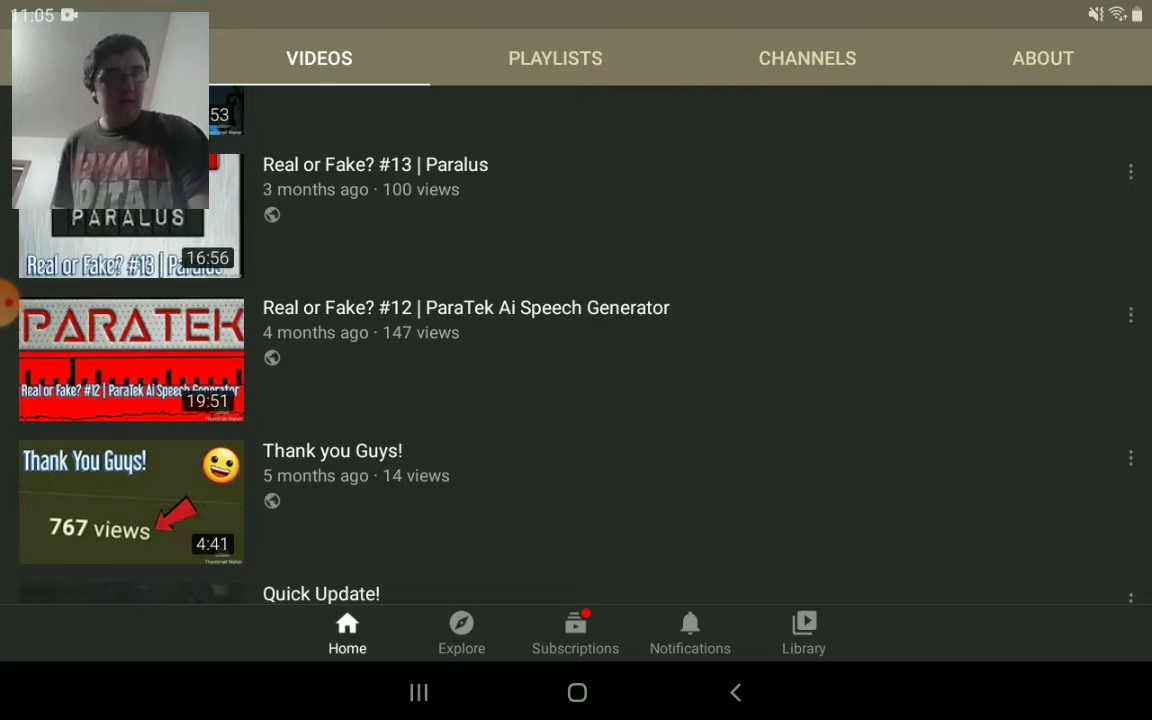 11:05
VIDEOS
PLAYLISTS
CHANNELS
ABOUT
53
Real or Fake? #13 | Paralus
3 months ago · 100 views
PARALUS
16:56
Real or Fake? #13 | Paralus
PARATEK
Real or Fake? #12 | ParaTek Ai Speech Generator
19:51
Real or Fake? #12 | ParaTek Ai Speech Generator
4 months ago · 147 views
Thank You Guys!
767 views
4:41
Thumbnail Maker
Thank you Guys!
5 months ago · 14 views
Quick Update!
Home
Explore
Subscriptions
Notifications
Library